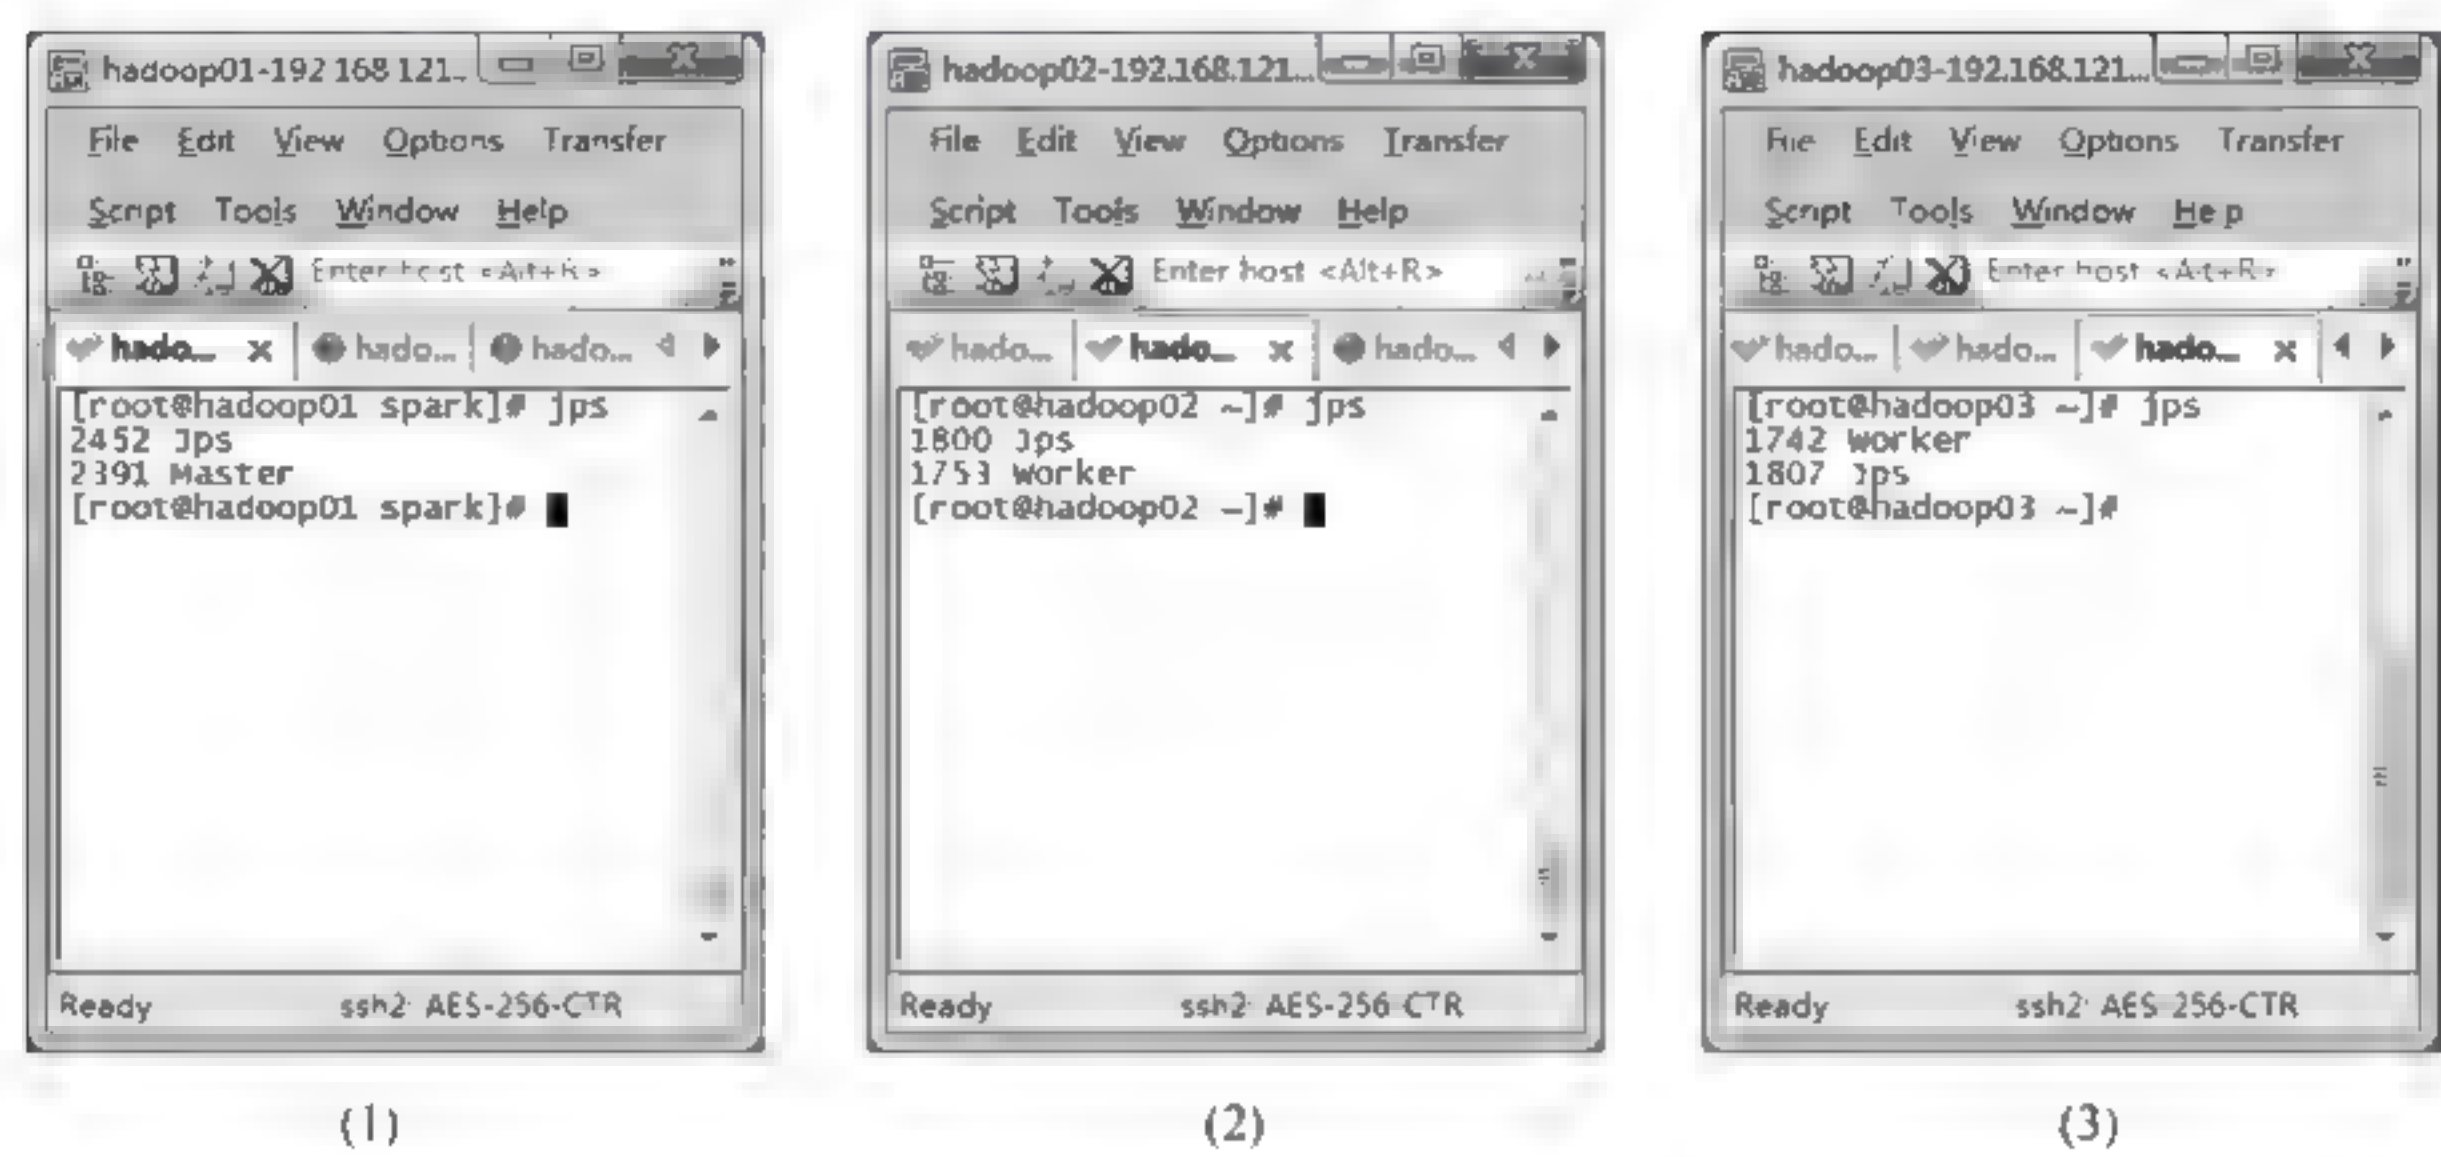 hadoop01-192 168 121...
File Edit View Options Transfer
Script Tools Window Help
Enter host <Alt+R>
hado... hado... hado...
[root@hadoop01 spark]# jps
2452 Jps
2391 Master
[root@hadoop01 spark]#
Ready ssh2: AES-256-CTR
(1)
hadoop02-192.168.121...
File Edit View Options Transfer
Script Tools Window Help
Enter host <Alt+R>
hado... hado... hado...
[root@hadoop02 ~]# jps
1800 Jps
1753 Worker
[root@hadoop02 ~]#
Ready ssh2: AES-256-CTR
(2)
hadoop03-192.168.121...
File Edit View Options Transfer
Script Tools Window Help
Enter host <Alt+R>
hado... hado... hado...
[root@hadoop03 ~]# jps
1742 Worker
1807 Jps
[root@hadoop03 ~]#
Ready ssh2: AES-256-CTR
(3)